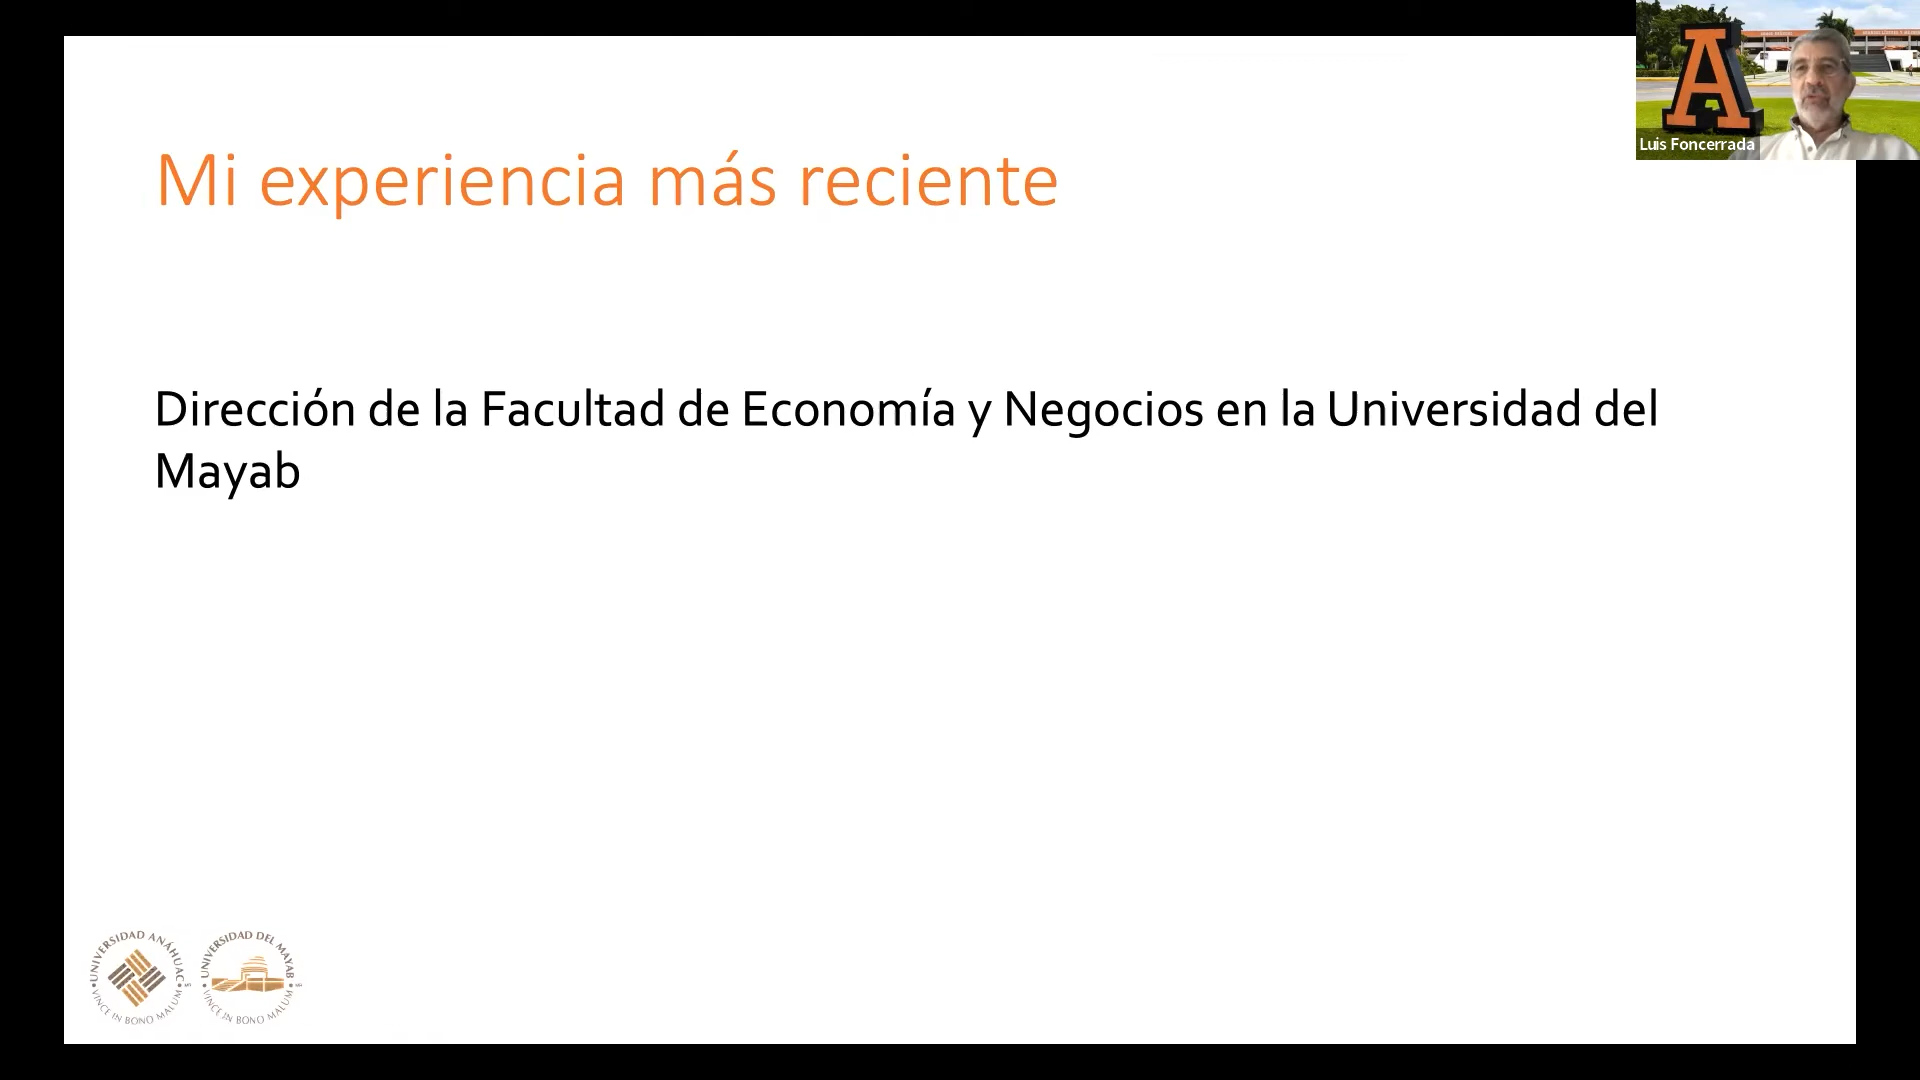 Mi experiencia más reciente
Luis Foncerrada
Dirección de la Facultad de Economía y Negocios en la Universidad del
Mayab
UNIVERSIDAD ANÁHUAC
VINCE IN BONO MALUM
UNIVERSIDAD DEL MAYAB
VINCE IN BONO MALUM